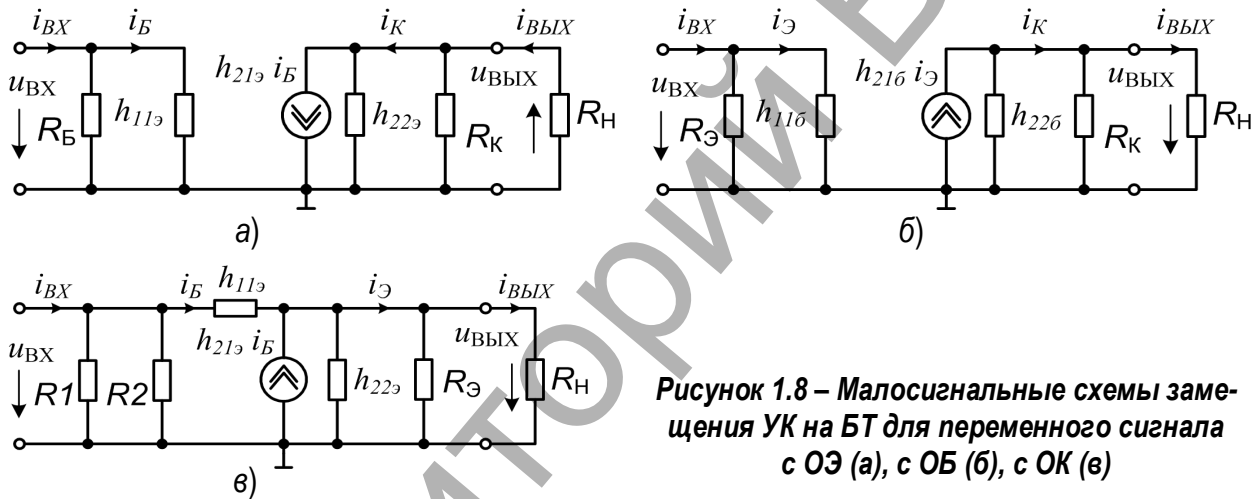 iВХ iБ iК iВЫХ
uВХ RБ h11э h21э iБ h22э RК uВЫХ RН
а)
iВХ iЭ iК iВЫХ
uВХ RЭ h11б h21б iЭ h22б RК uВЫХ RН
б)
iВХ iБ h11э iЭ iВЫХ
uВХ R1 R2 h21э iБ h22э RЭ uВЫХ RН
в)
Рисунок 1.8 – Малосигнальные схемы заме-
щения УК на БТ для переменного сигнала
с ОЭ (а), с ОБ (б), с ОК (в)